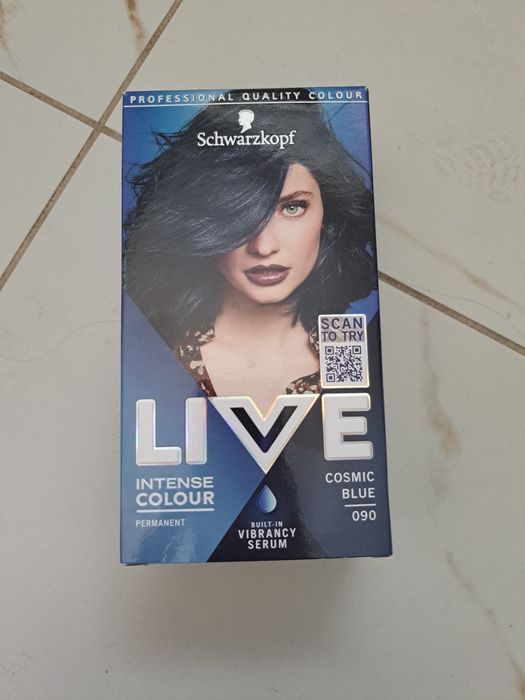 PROFESSIONAL QUALITY COLOUR
Schwarzkopf
SCAN
TO TRY
LIVE
INTENSE
COLOUR
PERMANENT
BUILT-IN
VIBRANCY
SERUM
COSMIC
BLUE
090